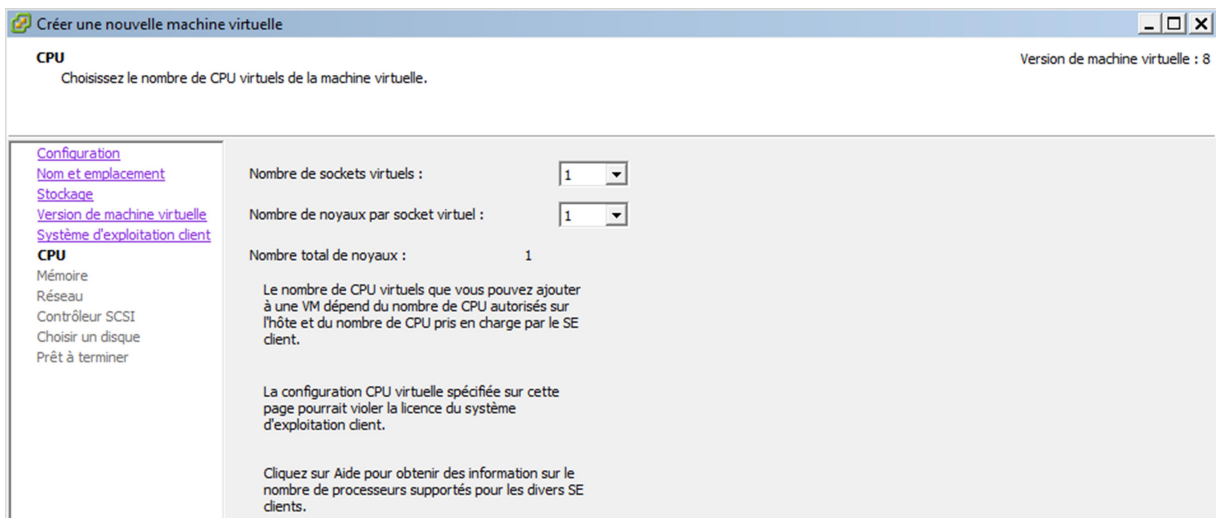 Créer une nouvelle machine virtuelle
CPU
Version de machine virtuelle : 8
Choisissez le nombre de CPU virtuels de la machine virtuelle.
Configuration
Nom et emplacement
Stockage
Version de machine virtuelle
Système d'exploitation client
CPU
Mémoire
Réseau
Contrôleur SCSI
Choisir un disque
Prêt à terminer
Nombre de sockets virtuels : 1
Nombre de noyaux par socket virtuel : 1
Nombre total de noyaux : 1
Le nombre de CPU virtuels que vous pouvez ajouter
à une VM dépend du nombre de CPU autorisés sur
l'hôte et du nombre de CPU pris en charge par le SE
client.
La configuration CPU virtuelle spécifiée sur cette
page pourrait violer la licence du système
d'exploitation client.
Cliquez sur Aide pour obtenir des information sur le
nombre de processeurs supportés pour les divers SE
clients.